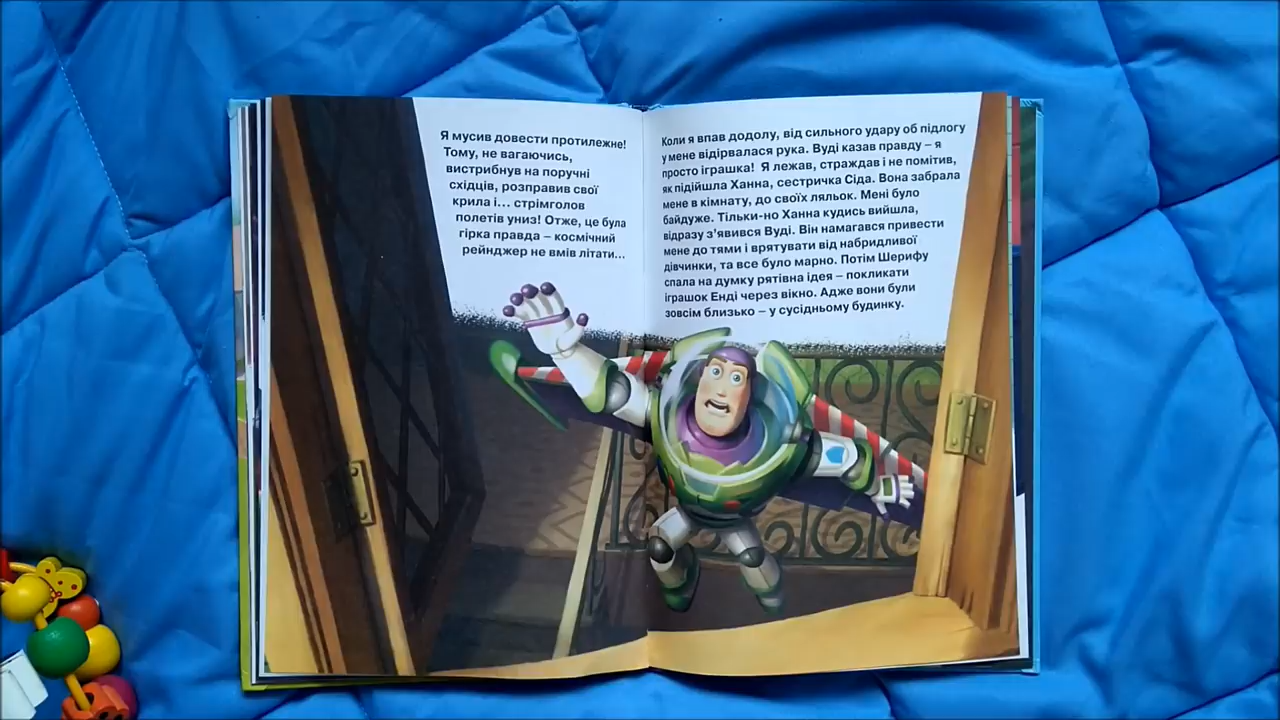 Я мусив довести протилежне!
Тому, не вагаючись,
вистрибнув на поручні
східців, розправив свої
крила і... стрімголов
полетів униз! Отже, це була
гірка правда – космічний
рейнджер не вмів літати...
Коли я впав додолу, від сильного удару об підлогу
у мене відірвалася рука. Вуді казав правду – я
просто іграшка! Я лежав, страждав і не помітив,
як підійшла Ханна, сестричка Сіда. Вона забрала
мене в кімнату, до своїх ляльок. Мені було
байдуже. Тільки-но Ханна кудись вийшла,
відразу з’явився Вуді. Він намагався привести
мене до тями і врятувати від набридливої
дівчинки, та все було марно. Потім Шерифу
спала на думку рятівна ідея – покликати
іграшок Енді через вікно. Адже вони були
зовсім близько – у сусідньому будинку.